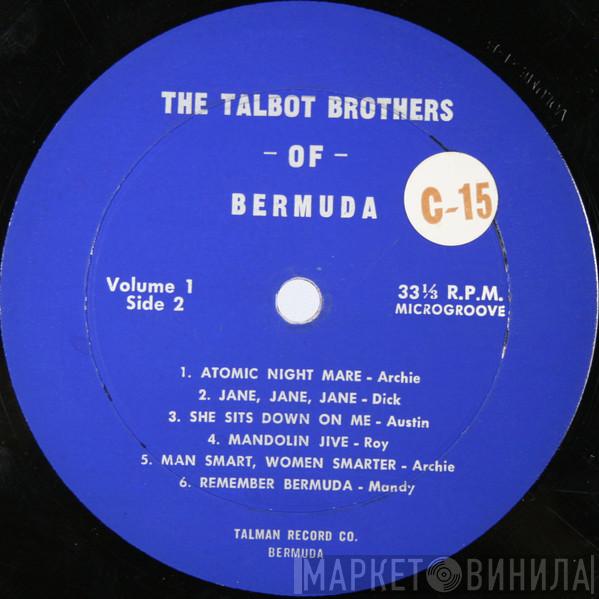 THE TALBOT BROTHERS
- OF -
BERMUDA
C-15
Volume 1
Side 2
33⅓ R.P.M.
MICROGROOVE
1. ATOMIC NIGHT MARE - Archie
2. JANE, JANE, JANE - Dick
3. SHE SITS DOWN ON ME - Austin
4. MANDOLIN JIVE - Roy
5. MAN SMART, WOMEN SMARTER - Archie
6. REMEMBER BERMUDA - Mandy
TALMAN RECORD CO.
BERMUDA
МАРКЕТ ВИНИЛА